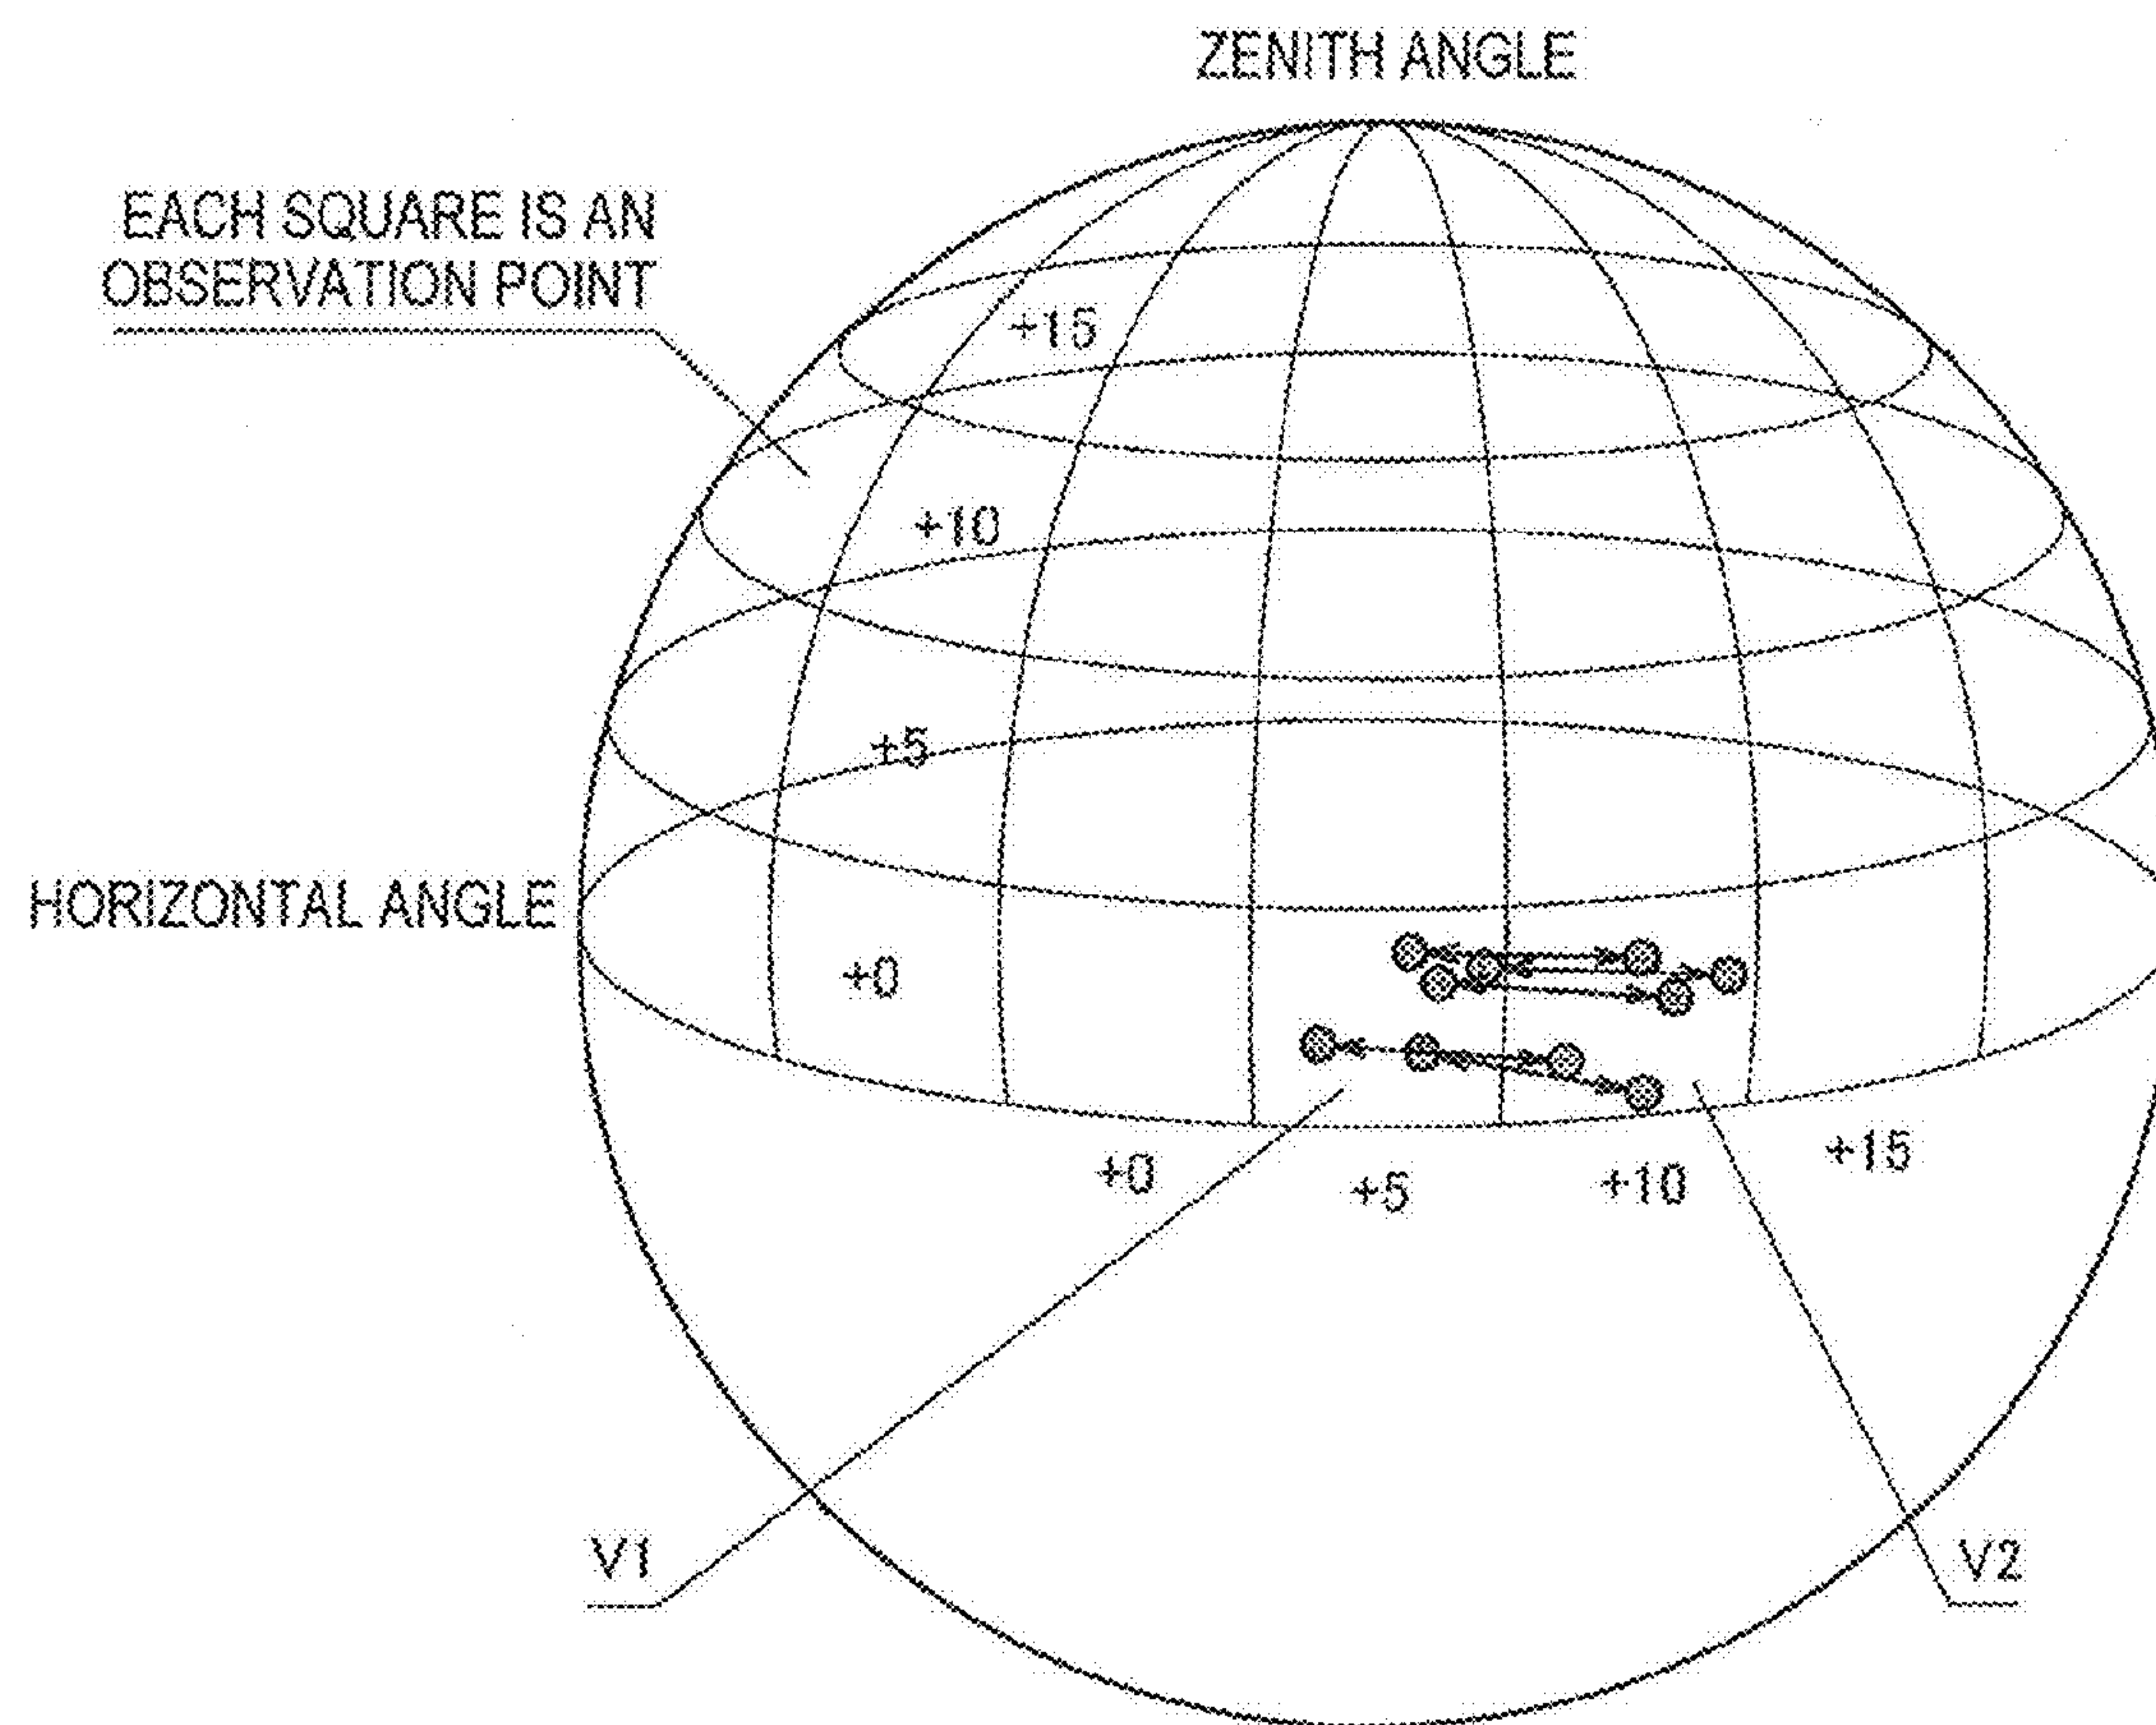 ZENITH ANGLE
EACH SQUARE IS AN
OBSERVATION POINT
+15
+10
+5
HORIZONTAL ANGLE
+0
+0
+5
+10
+15
V1
V2